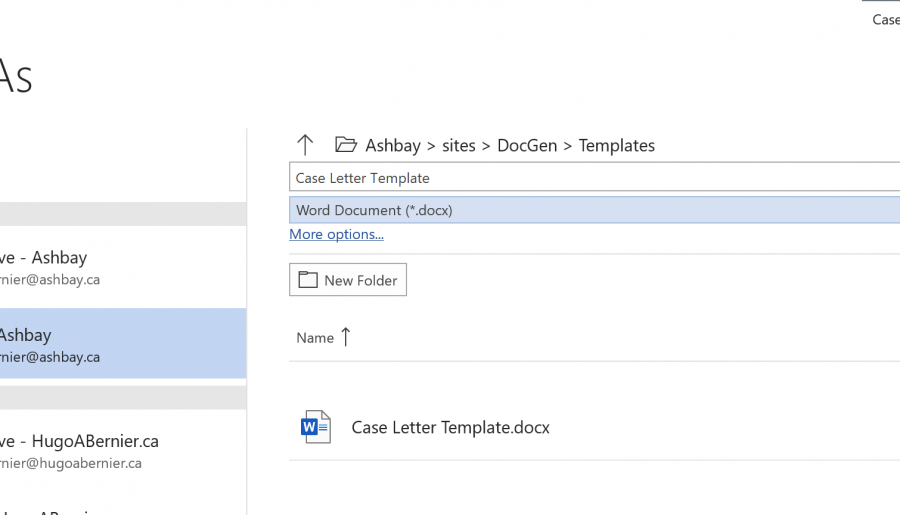 Case
As
Ashbay > sites > DocGen > Templates
Case Letter Template
Word Document (*.docx)
More options...
New Folder
Name
W
Case Letter Template.docx
ve - Ashbay
rnier@ashbay.ca
Ashbay
rnier@ashbay.ca
ve - HugoABernier.ca
rnier@hugoabernier.ca